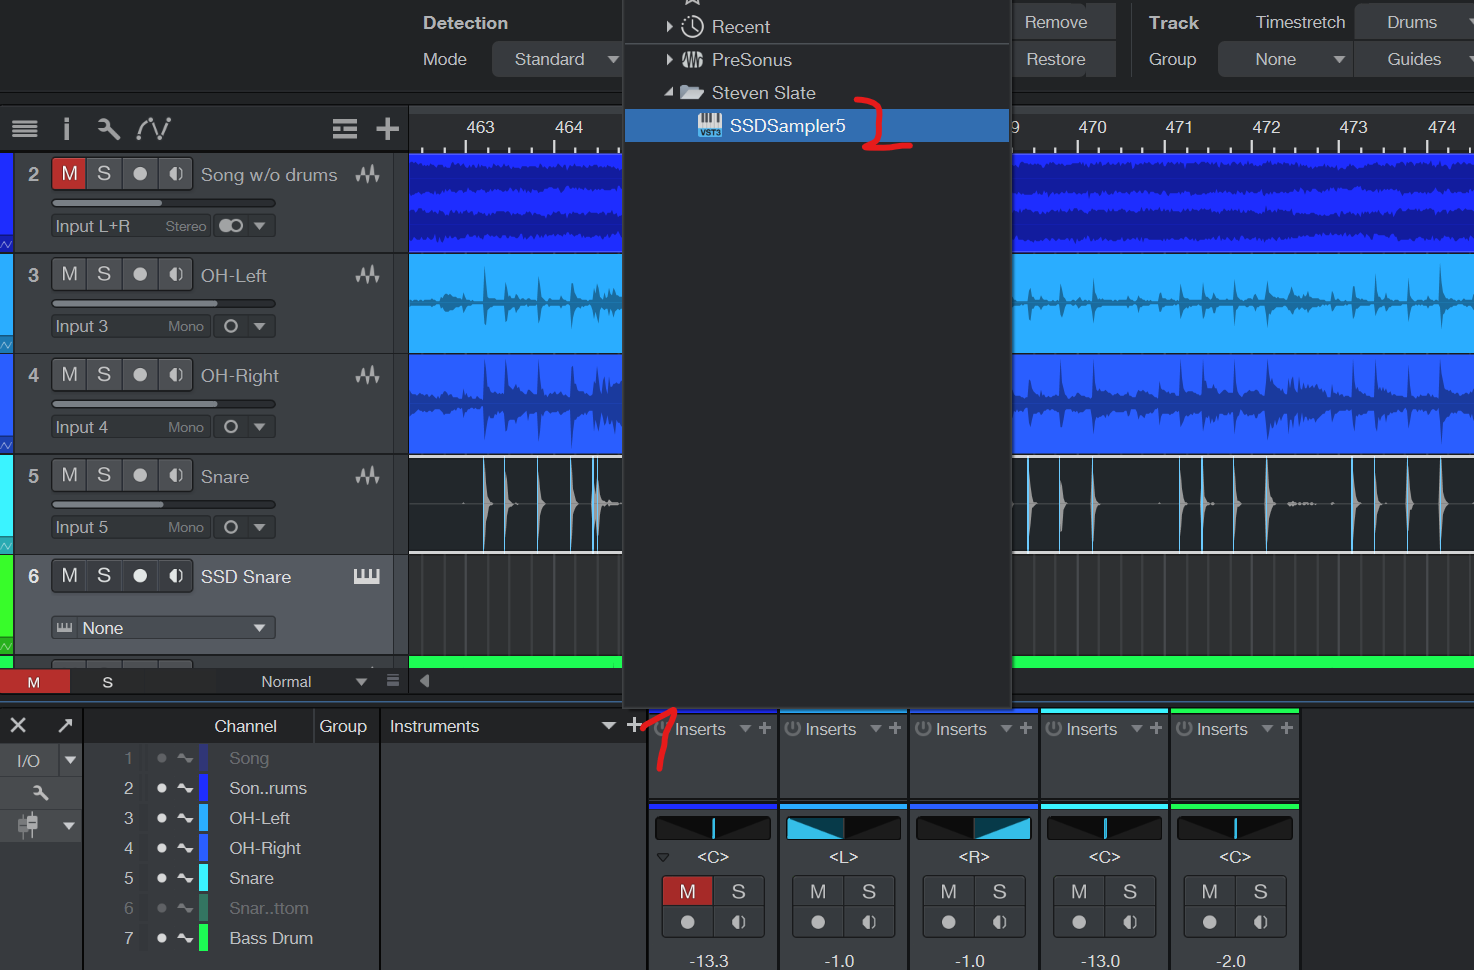 Detection
Mode Standard
Recent
PreSonus
Steven Slate
VST3 SSDSampler5
2
Remove
Restore
Track Timestretch Drums
Group None Guides
463 464 9 470 471 472 473 474
2 M S Song w/o drums
Input L+R Stereo
3 M S OH-Left
Input 3 Mono
4 M S OH-Right
Input 4 Mono
5 M S Snare
Input 5 Mono
6 M S SSD Snare
None
M S Normal
1
Channel Group Instruments
Inserts Inserts Inserts Inserts Inserts
I/O
1 Song
2 Son..rums
3 OH-Left
4 OH-Right
5 Snare
6 Snar..ttom
7 Bass Drum
<C> <L> <R> <C> <C>
M S M S M S M S M S
-13.3 -1.0 -1.0 -13.0 -2.0